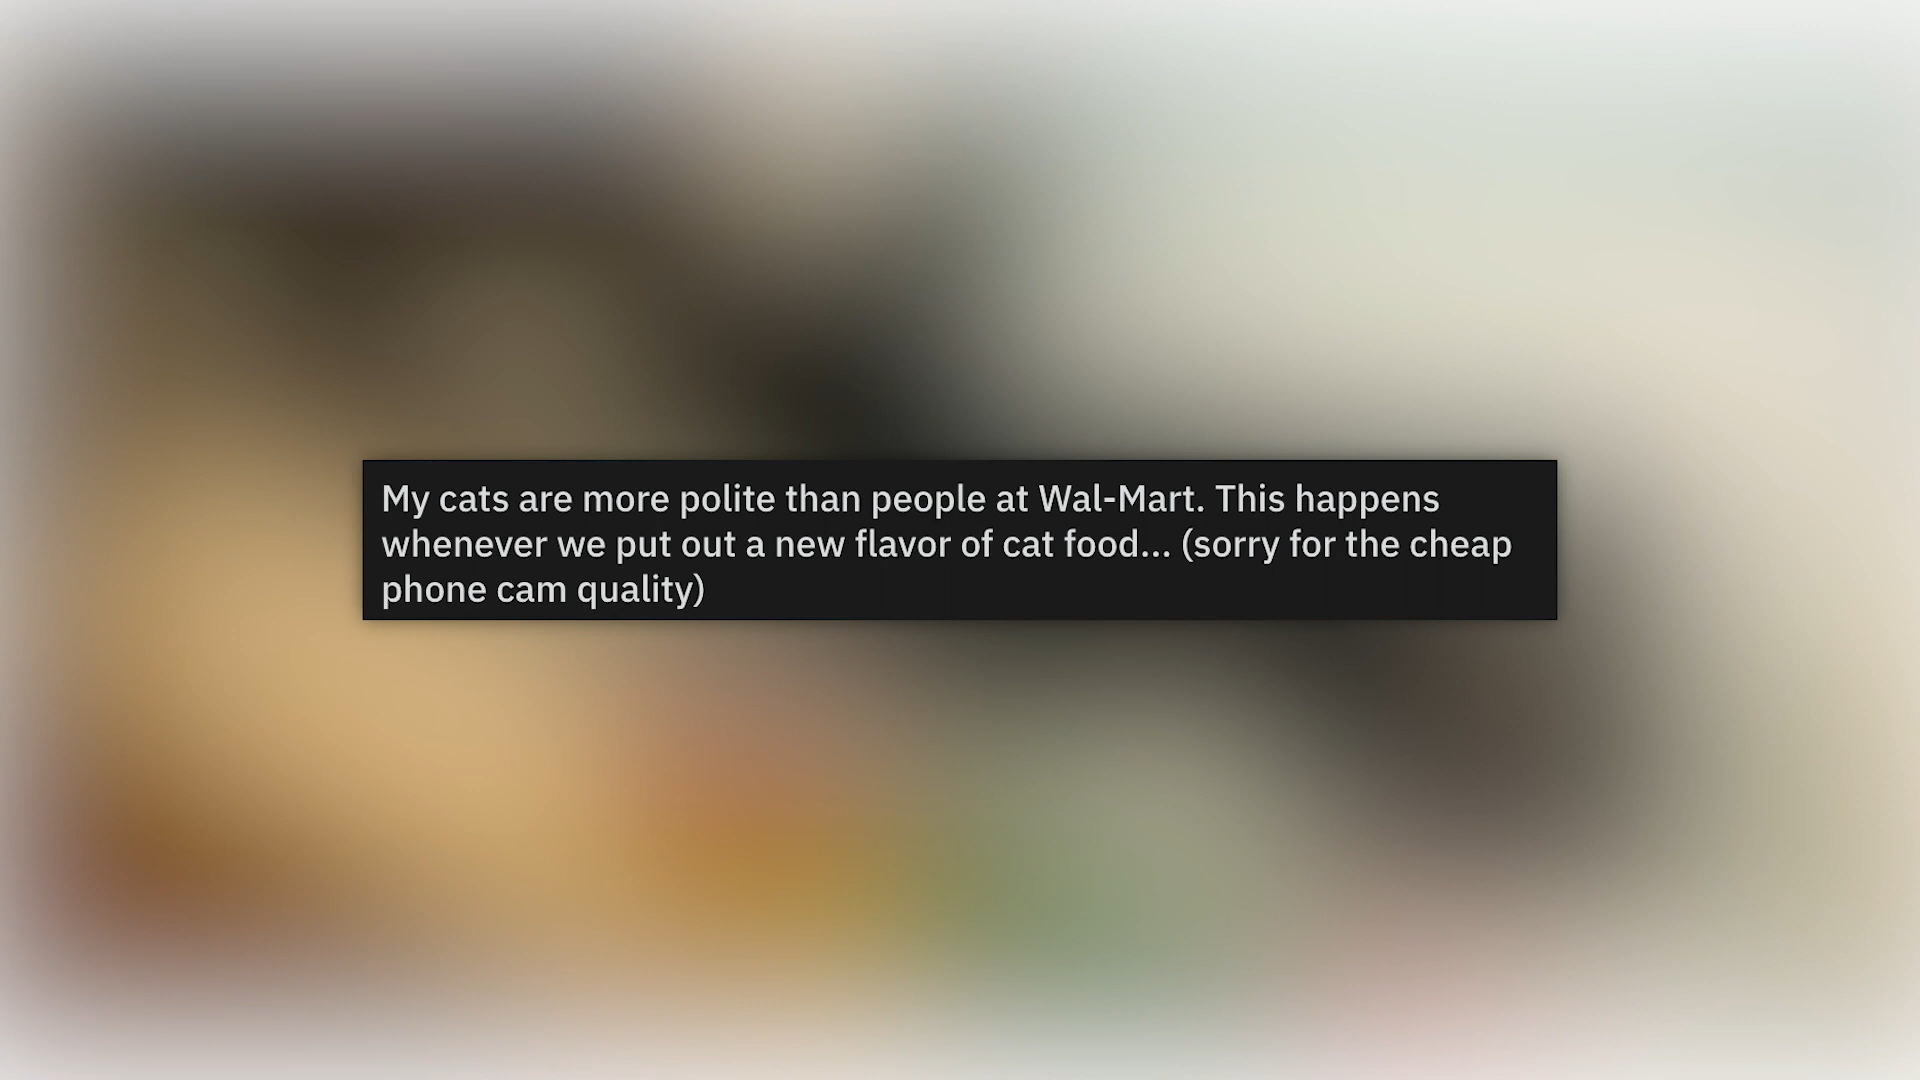 My cats are more polite than people at Wal-Mart. This happens
whenever we put out a new flavor of cat food... (sorry for the cheap
phone cam quality)